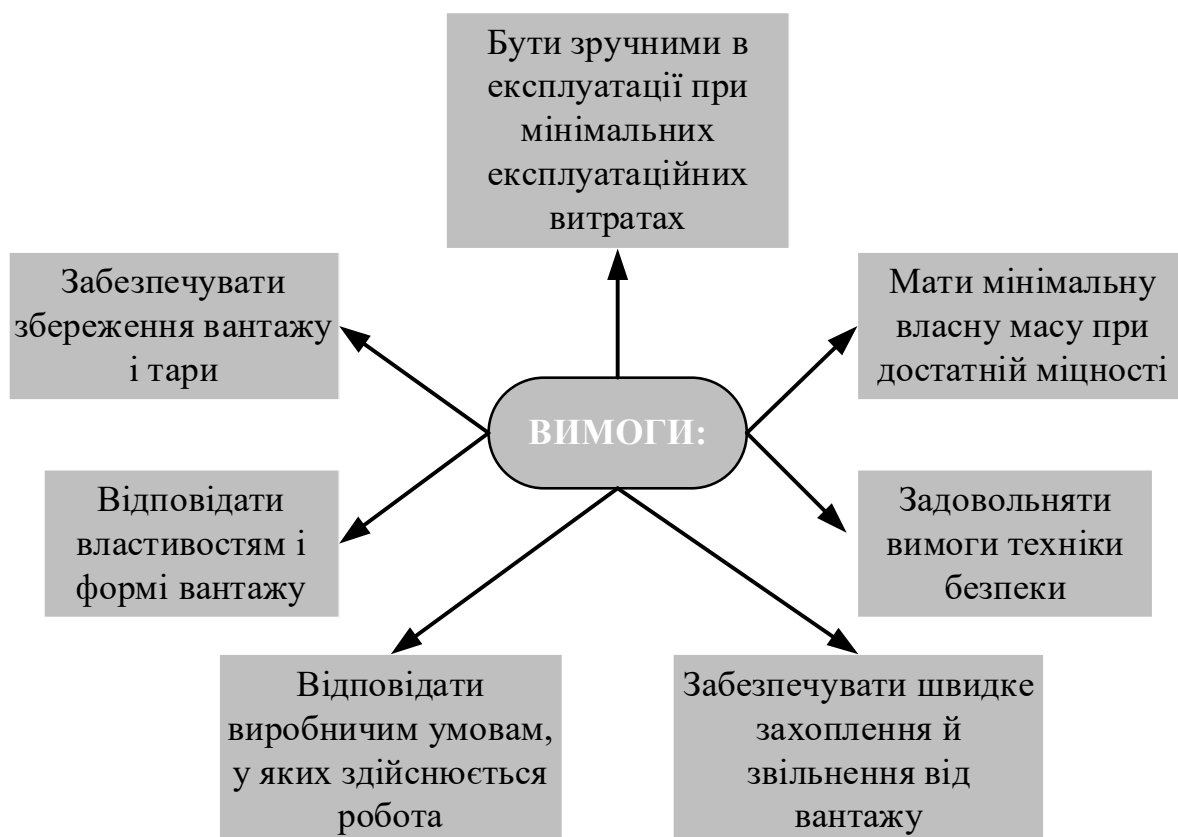 Бути зручними в
експлуатації при
мінімальних
експлуатаційних
витратах
Забезпечувати
збереження вантажу
і тари
Мати мінімальну
власну масу при
достатній міцності
ВИМОГИ:
Відповідати
властивостям і
формі вантажу
Задовольняти
вимоги техніки
безпеки
Відповідати
виробничим умовам,
у яких здійснюється
робота
Забезпечувати швидке
захоплення й
звільнення від
вантажу